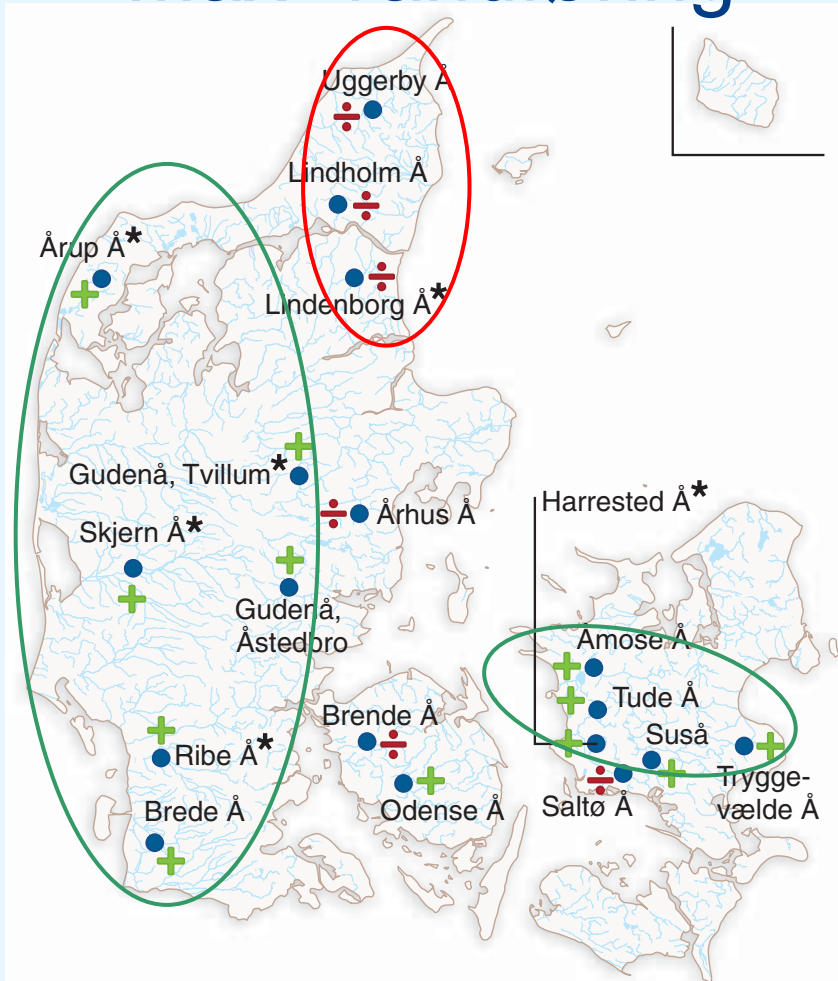 Uggerby Å
Lindholm Å
Årup Å*
Lindenborg Å*
Gudenå, Tvillum*
Harrested Å*
Århus Å
Skjern Å*
Gudenå,
Åstedbro
Åmose Å
Tude Å
Brende Å
Suså
Ribe Å*
Trygge-
vælde Å
Saltø Å
Odense Å
Brede Å